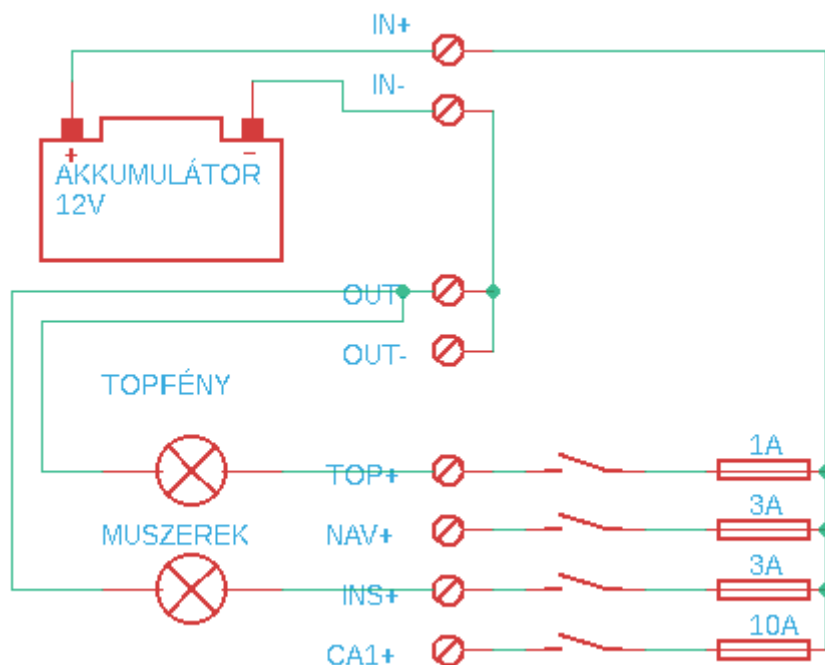 IN+
IN-
+
-
AKKUMULÁTOR
12V
OUT-
OUT-
TOPFÉNY
1A
TOP+
3A
MUSZEREK
NAV+
3A
INS+
10A
CA1+